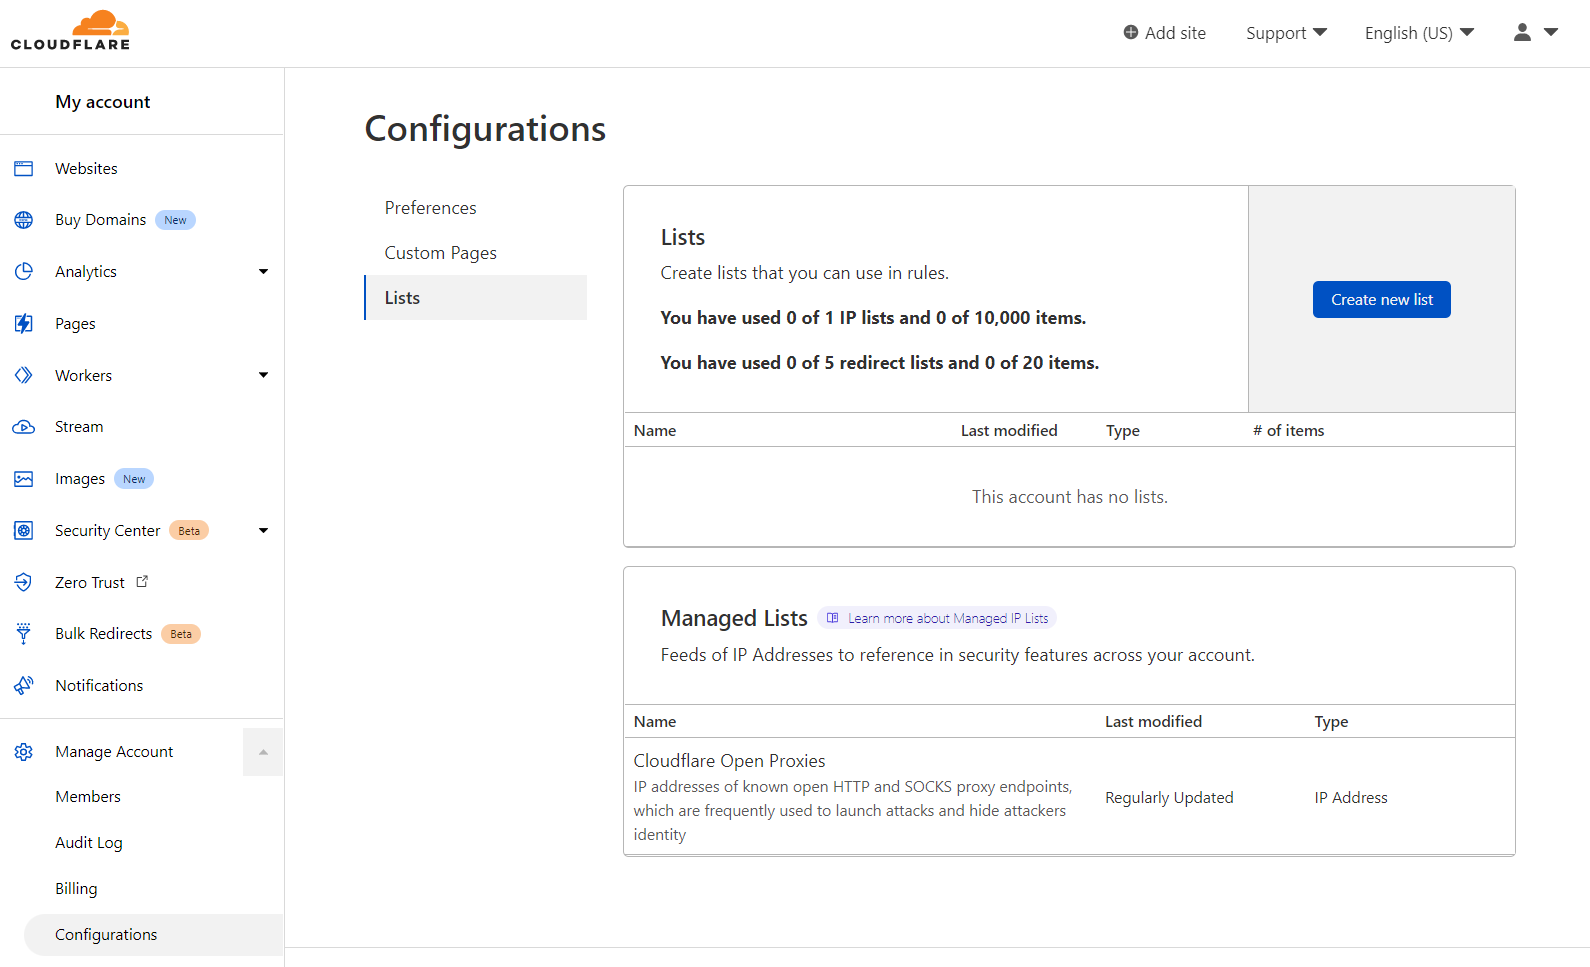 CLOUDFLARE
Add site
Support
English (US)
My account
Websites
Buy Domains New
Analytics
Pages
Workers
Stream
Images New
Security Center Beta
Zero Trust
Bulk Redirects Beta
Notifications
Manage Account
Members
Audit Log
Billing
Configurations
Configurations
Preferences
Custom Pages
Lists
Lists
Create lists that you can use in rules.
You have used 0 of 1 IP lists and 0 of 10,000 items.
You have used 0 of 5 redirect lists and 0 of 20 items.
Create new list
Name Last modified Type # of items
This account has no lists.
Managed Lists Learn more about Managed IP Lists
Feeds of IP Addresses to reference in security features across your account.
Name Last modified Type
Cloudflare Open Proxies
IP addresses of known open HTTP and SOCKS proxy endpoints,
which are frequently used to launch attacks and hide attackers
identity
Regularly Updated
IP Address